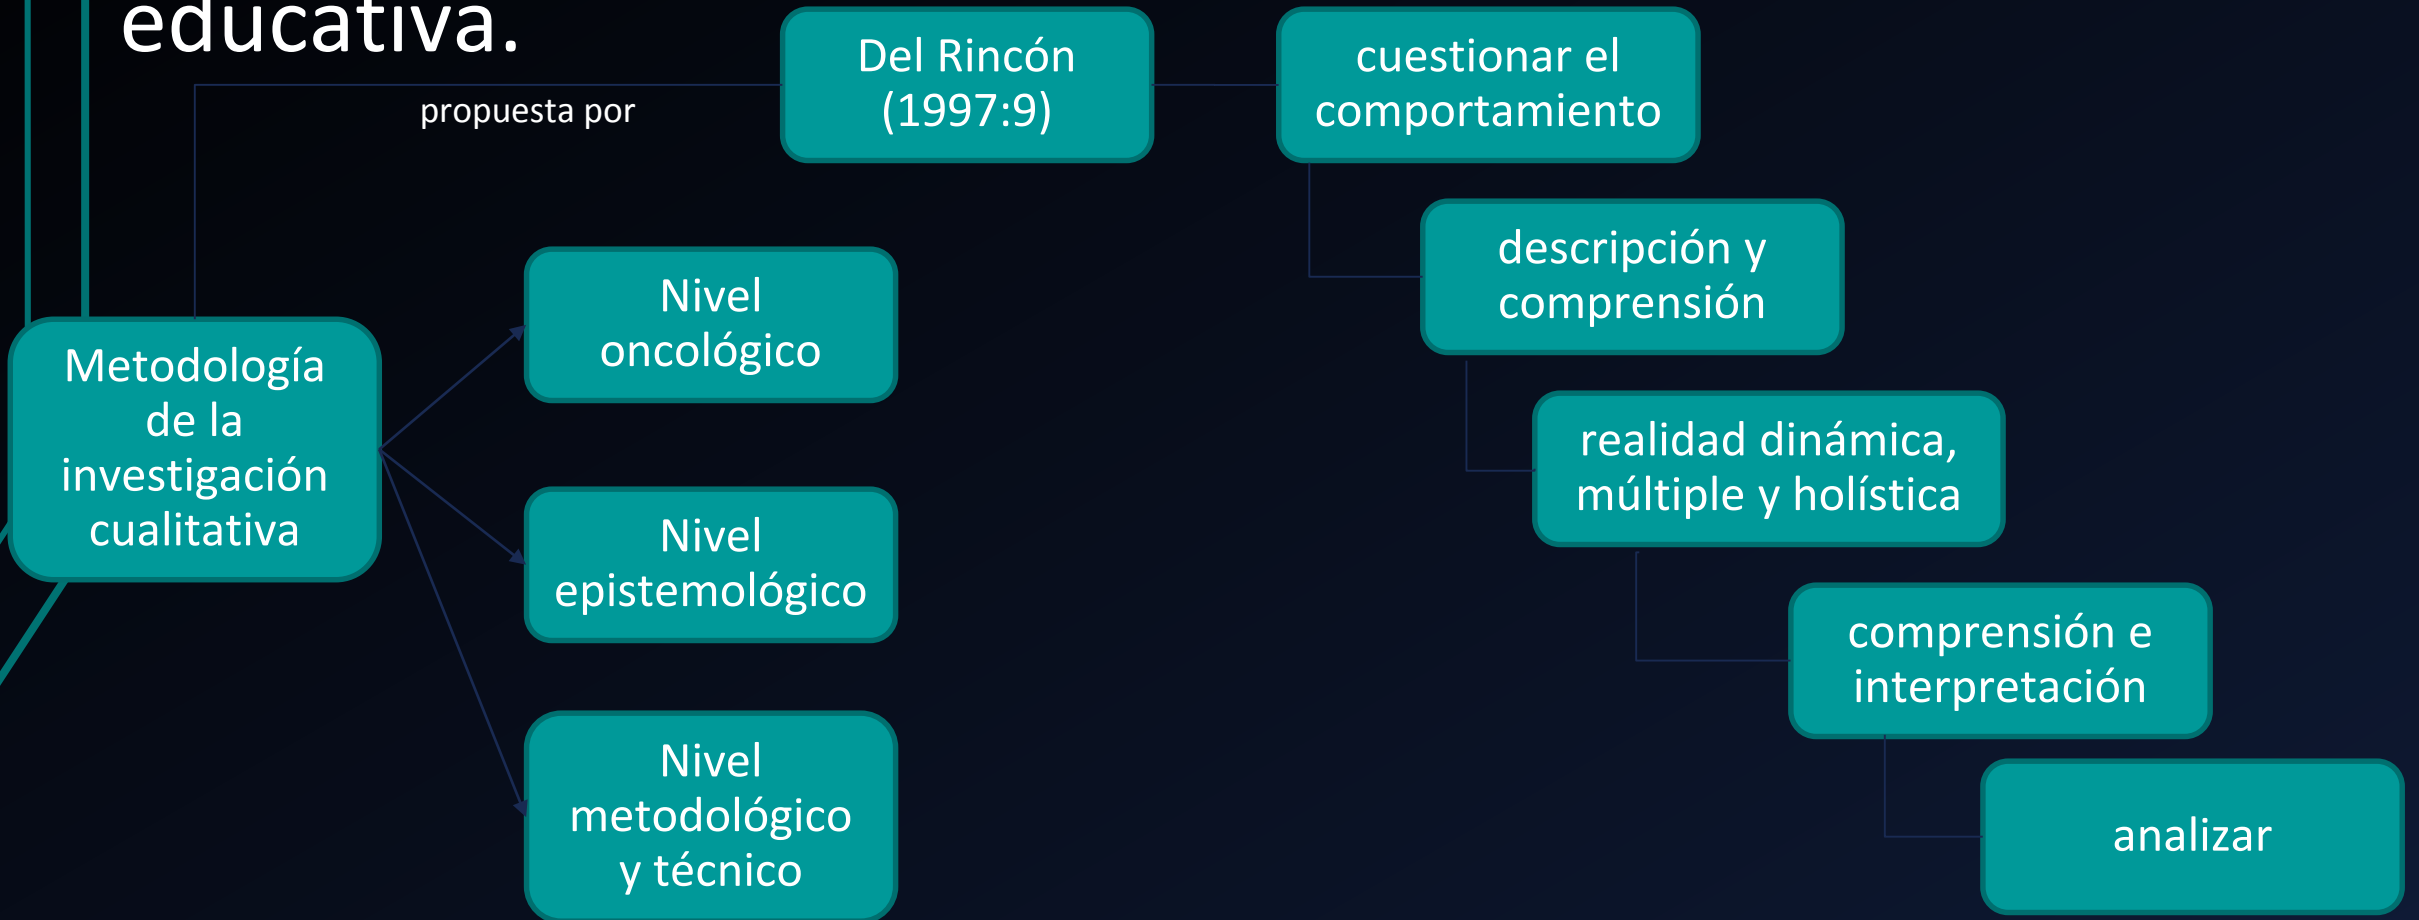 educativa.
propuesta por
Del Rincón
(1997:9)
cuestionar el
comportamiento
descripción y
comprensión
realidad dinámica,
múltiple y holística
comprensión e
interpretación
analizar
Metodología
de la
investigación
cualitativa
Nivel
oncológico
Nivel
epistemológico
Nivel
metodológico
y técnico